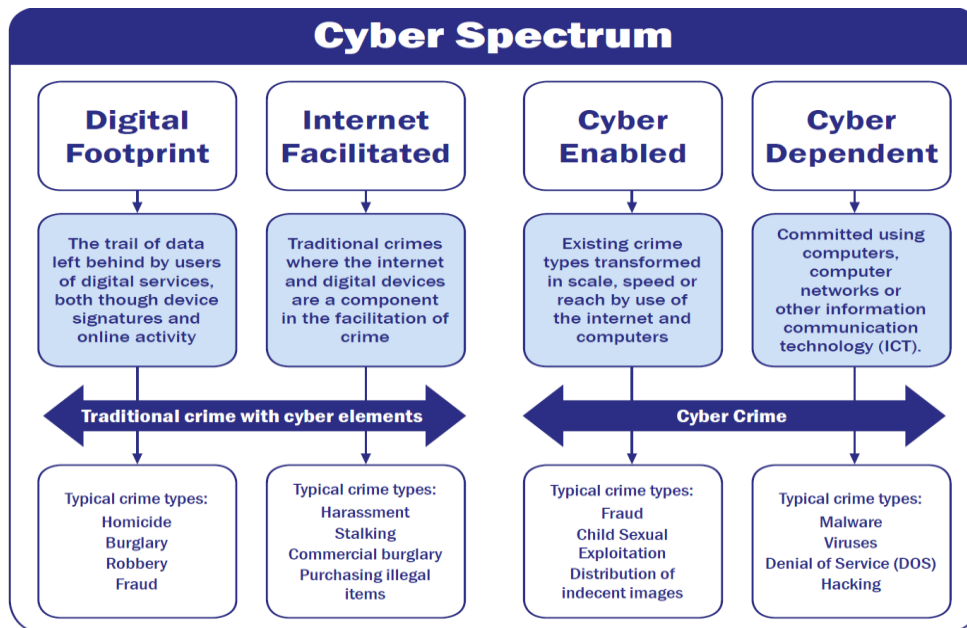 Cyber Spectrum
Digital
Footprint
The trail of data
left behind by users
of digital services,
both though device
signatures and
online activity
Internet
Facilitated
Traditional crimes
where the internet
and digital devices
are a component
in the facilitation of
crime
Traditional crime with cyber elements
Typical crime types:
Homicide
Burglary
Robbery
Fraud
Typical crime types:
Harassment
Stalking
Commercial burglary
Purchasing illegal
items
Cyber
Enabled
Existing crime
types transformed
in scale, speed or
reach by use of
the internet and
computers
Cyber
Dependent
Committed using
computers,
computer
networks or
other information
communication
technology (ICT).
Cyber Crime
Typical crime types:
Fraud
Child Sexual
Exploitation
Distribution of
indecent images
Typical crime types:
Malware
Viruses
Denial of Service (DOS)
Hacking